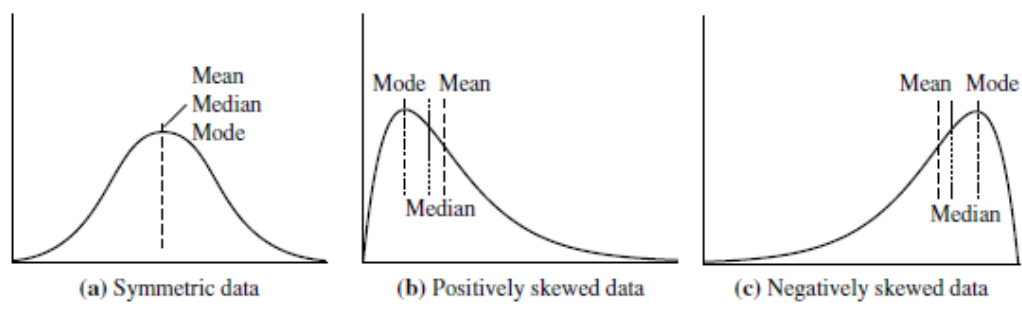 Mean
Median
Mode
Mode Mean
Median
Mean Mode
Median
(a) Symmetric data
(b) Positively skewed data
(c) Negatively skewed data